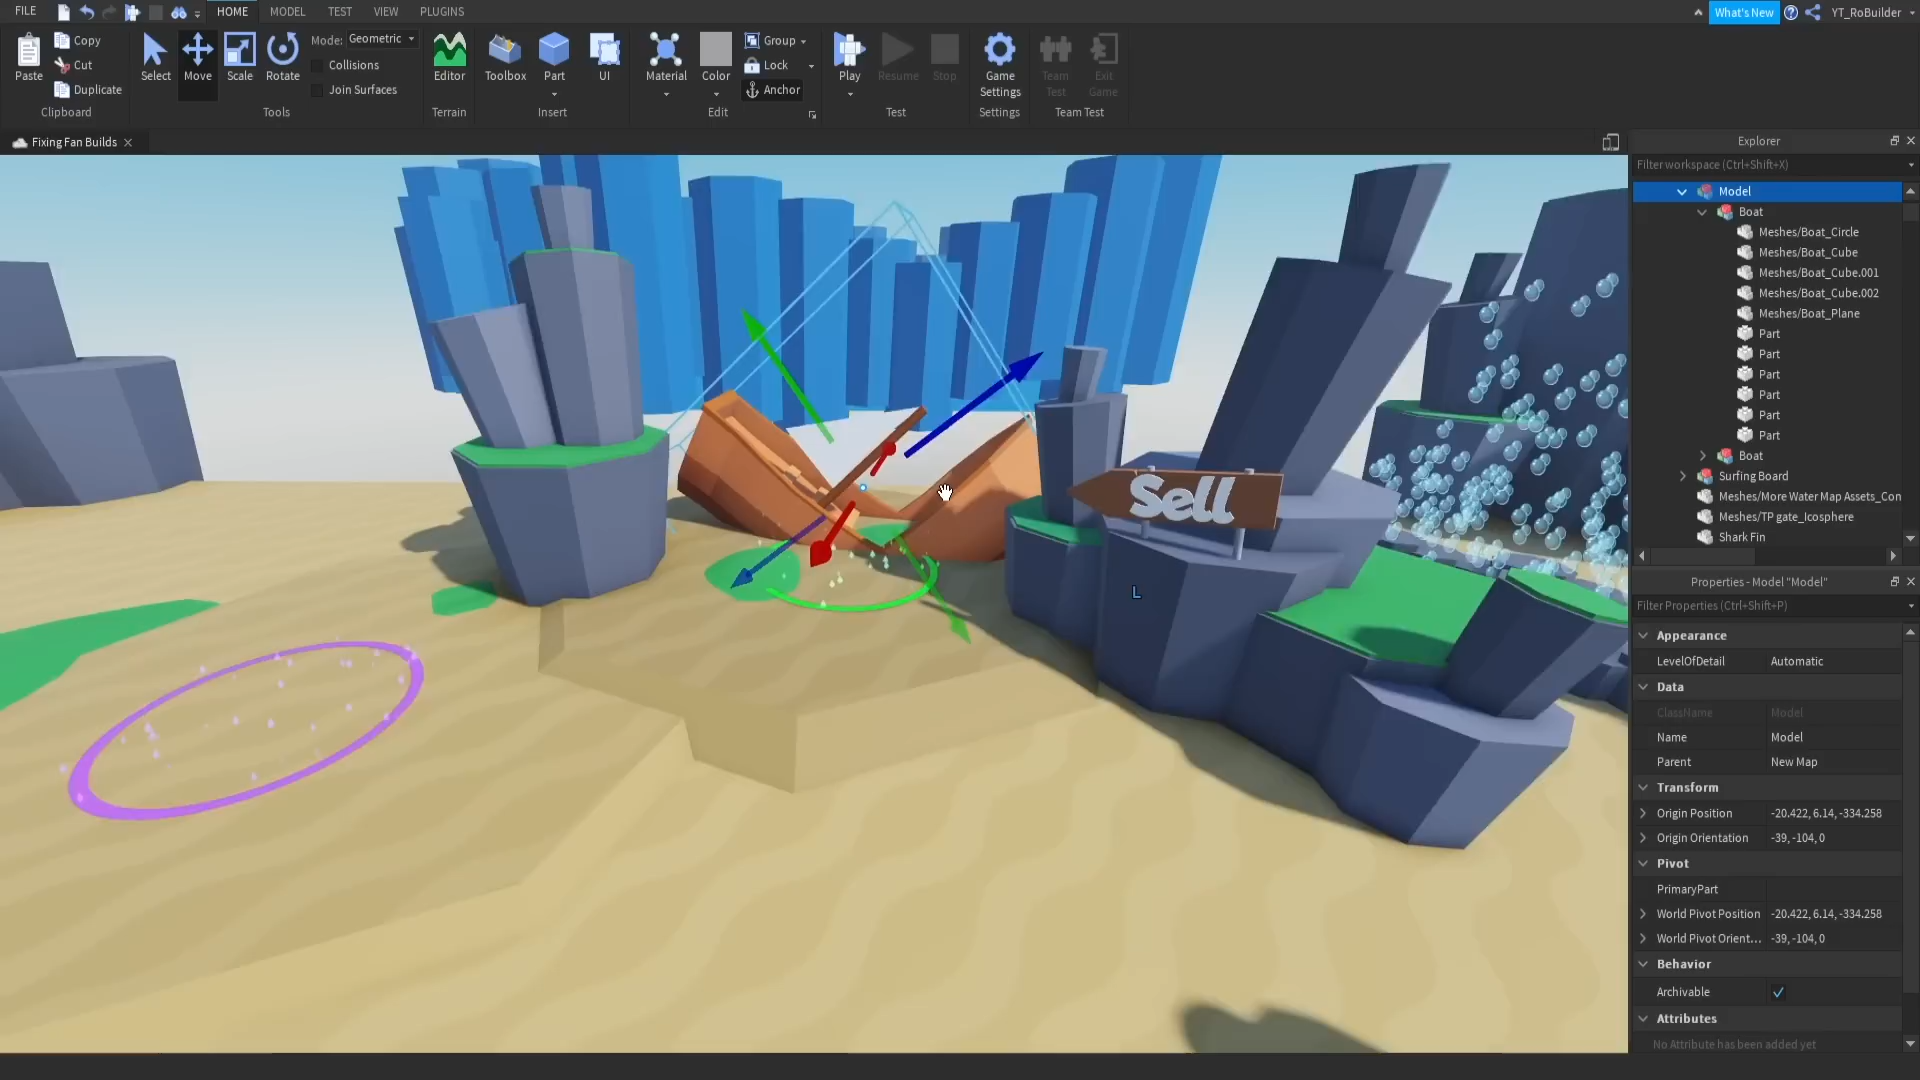 FILE
HOME
MODEL
TEST
VIEW
PLUGINS
What's New
YT_RoBuilder
Paste
Copy
Cut
Duplicate
Clipboard
Select
Move
Scale
Rotate
Mode: Geometric
Collisions
Join Surfaces
Tools
Editor
Terrain
Toolbox
Part
UI
Insert
Material
Color
Group
Lock
Anchor
Edit
Play
Resume
Stop
Test
Game
Settings
Settings
Team
Test
Exit
Game
Team Test
Fixing Fan Builds
Sell
L
Explorer
Filter workspace (Ctrl+Shift+X)
Model
Boat
Meshes/Boat_Circle
Meshes/Boat_Cube
Meshes/Boat_Cube.001
Meshes/Boat_Cube.002
Meshes/Boat_Plane
Part
Part
Part
Part
Part
Part
Boat
Surfing Board
Meshes/More Water Map Assets_Con
Meshes/TP gate_Icosphere
Shark Fin
Properties - Model "Model"
Filter Properties (Ctrl+Shift+P)
Appearance
LevelOfDetail Automatic
Data
ClassName Model
Name Model
Parent New Map
Transform
Origin Position -20.422, 6.14, -334.258
Origin Orientation -39, -104, 0
Pivot
PrimaryPart
World Pivot Position -20.422, 6.14, -334.258
World Pivot Orient... -39, -104, 0
Behavior
Archivable
Attributes
No Attribute has been added yet